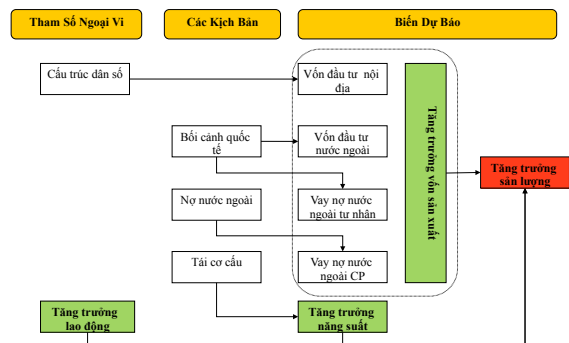 Tham Số Ngoại Vi
Các Kịch Bản
Biến Dự Báo
Cấu trúc dân số
Vốn đầu tư nội
địa
Bối cảnh quốc
tế
Vốn đầu tư
nước ngoài
Tăng trưởng vốn sản xuất
Tăng trưởng
sản lượng
Nợ nước ngoài
Vay nợ nước
ngoài tư nhân
Tái cơ cấu
Vay nợ nước
ngoài CP
Tăng trưởng
lao động
Tăng trưởng
năng suất